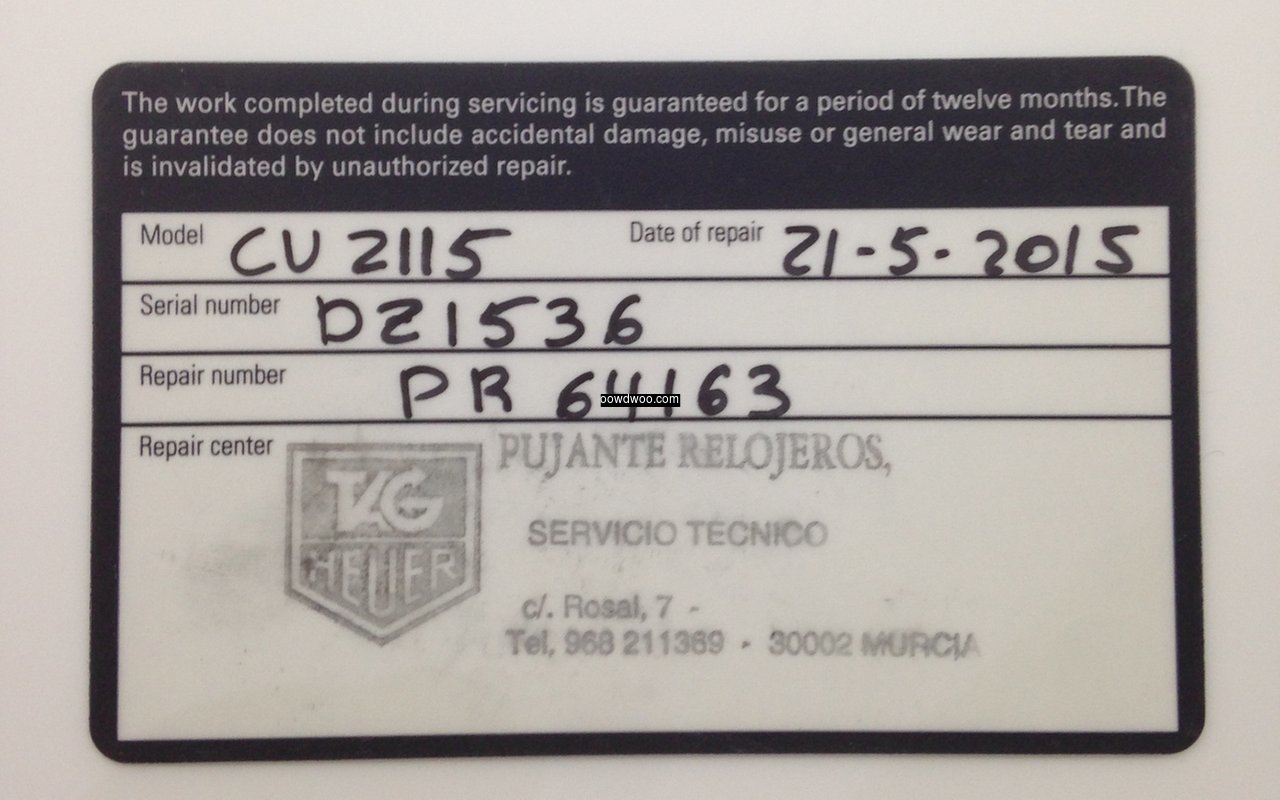 The work completed during servicing is guaranteed for a period of twelve months. The
guarantee does not include accidental damage, misuse or general wear and tear and
is invalidated by unauthorized repair.
Model CU 2115 Date of repair 21-5-2015
Serial number DZ1536
Repair number PR 64163
powdwoo.com
Repair center
TAG
HEUER
PUJANTE RELOJEROS,
SERVICIO TECNICO
c/. Rosal, 7 -
Tel, 968 211369 - 30002 MURCIA